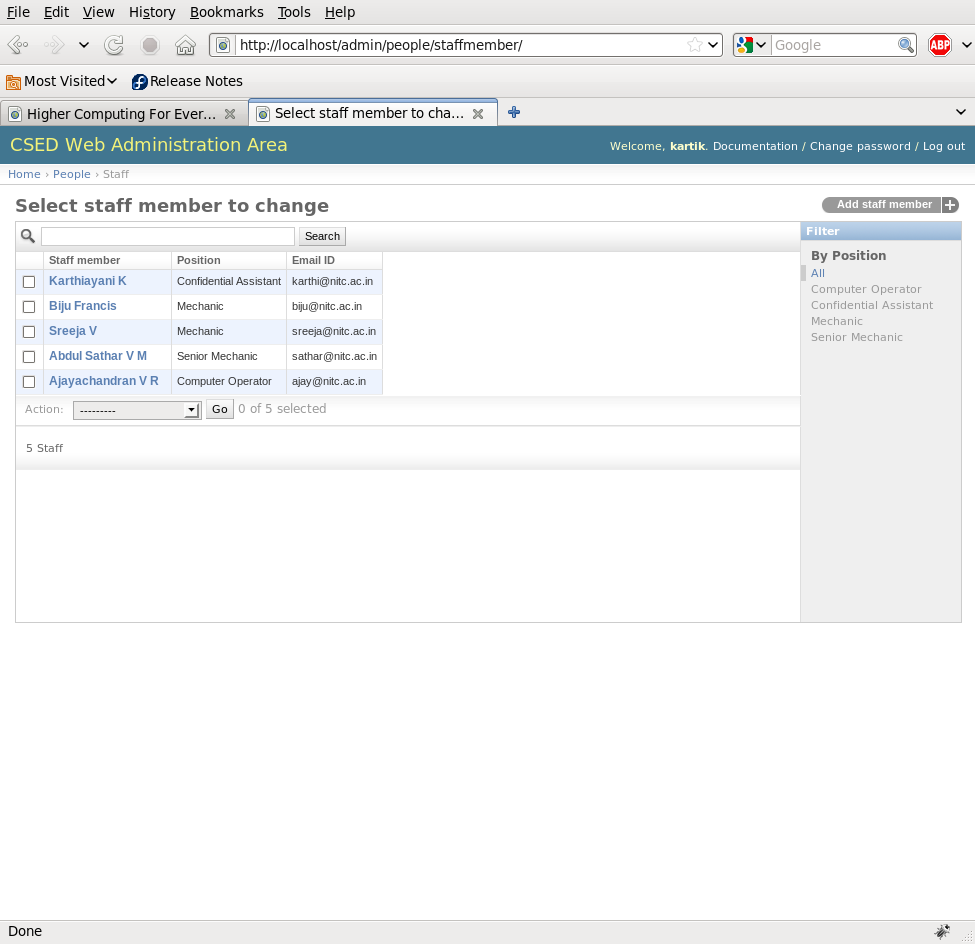 File Edit View History Bookmarks Tools Help
http://localhost/admin/people/staffmember/ Google ABP
Most Visited Release Notes
Higher Computing For Ever... Select staff member to cha...
CSED Web Administration Area Welcome, kartik. Documentation / Change password / Log out
Home › People › Staff
Select staff member to change Add staff member +
Search Filter
Staff member Position Email ID By Position
Karthiayani K Confidential Assistant karthi@nitc.ac.in All
Computer Operator
Biju Francis Mechanic biju@nitc.ac.in Confidential Assistant
Mechanic
Sreeja V Mechanic sreeja@nitc.ac.in Senior Mechanic
Abdul Sathar V M Senior Mechanic sathar@nitc.ac.in
Ajayachandran V R Computer Operator ajay@nitc.ac.in
Action: --------- Go 0 of 5 selected
5 Staff
Done